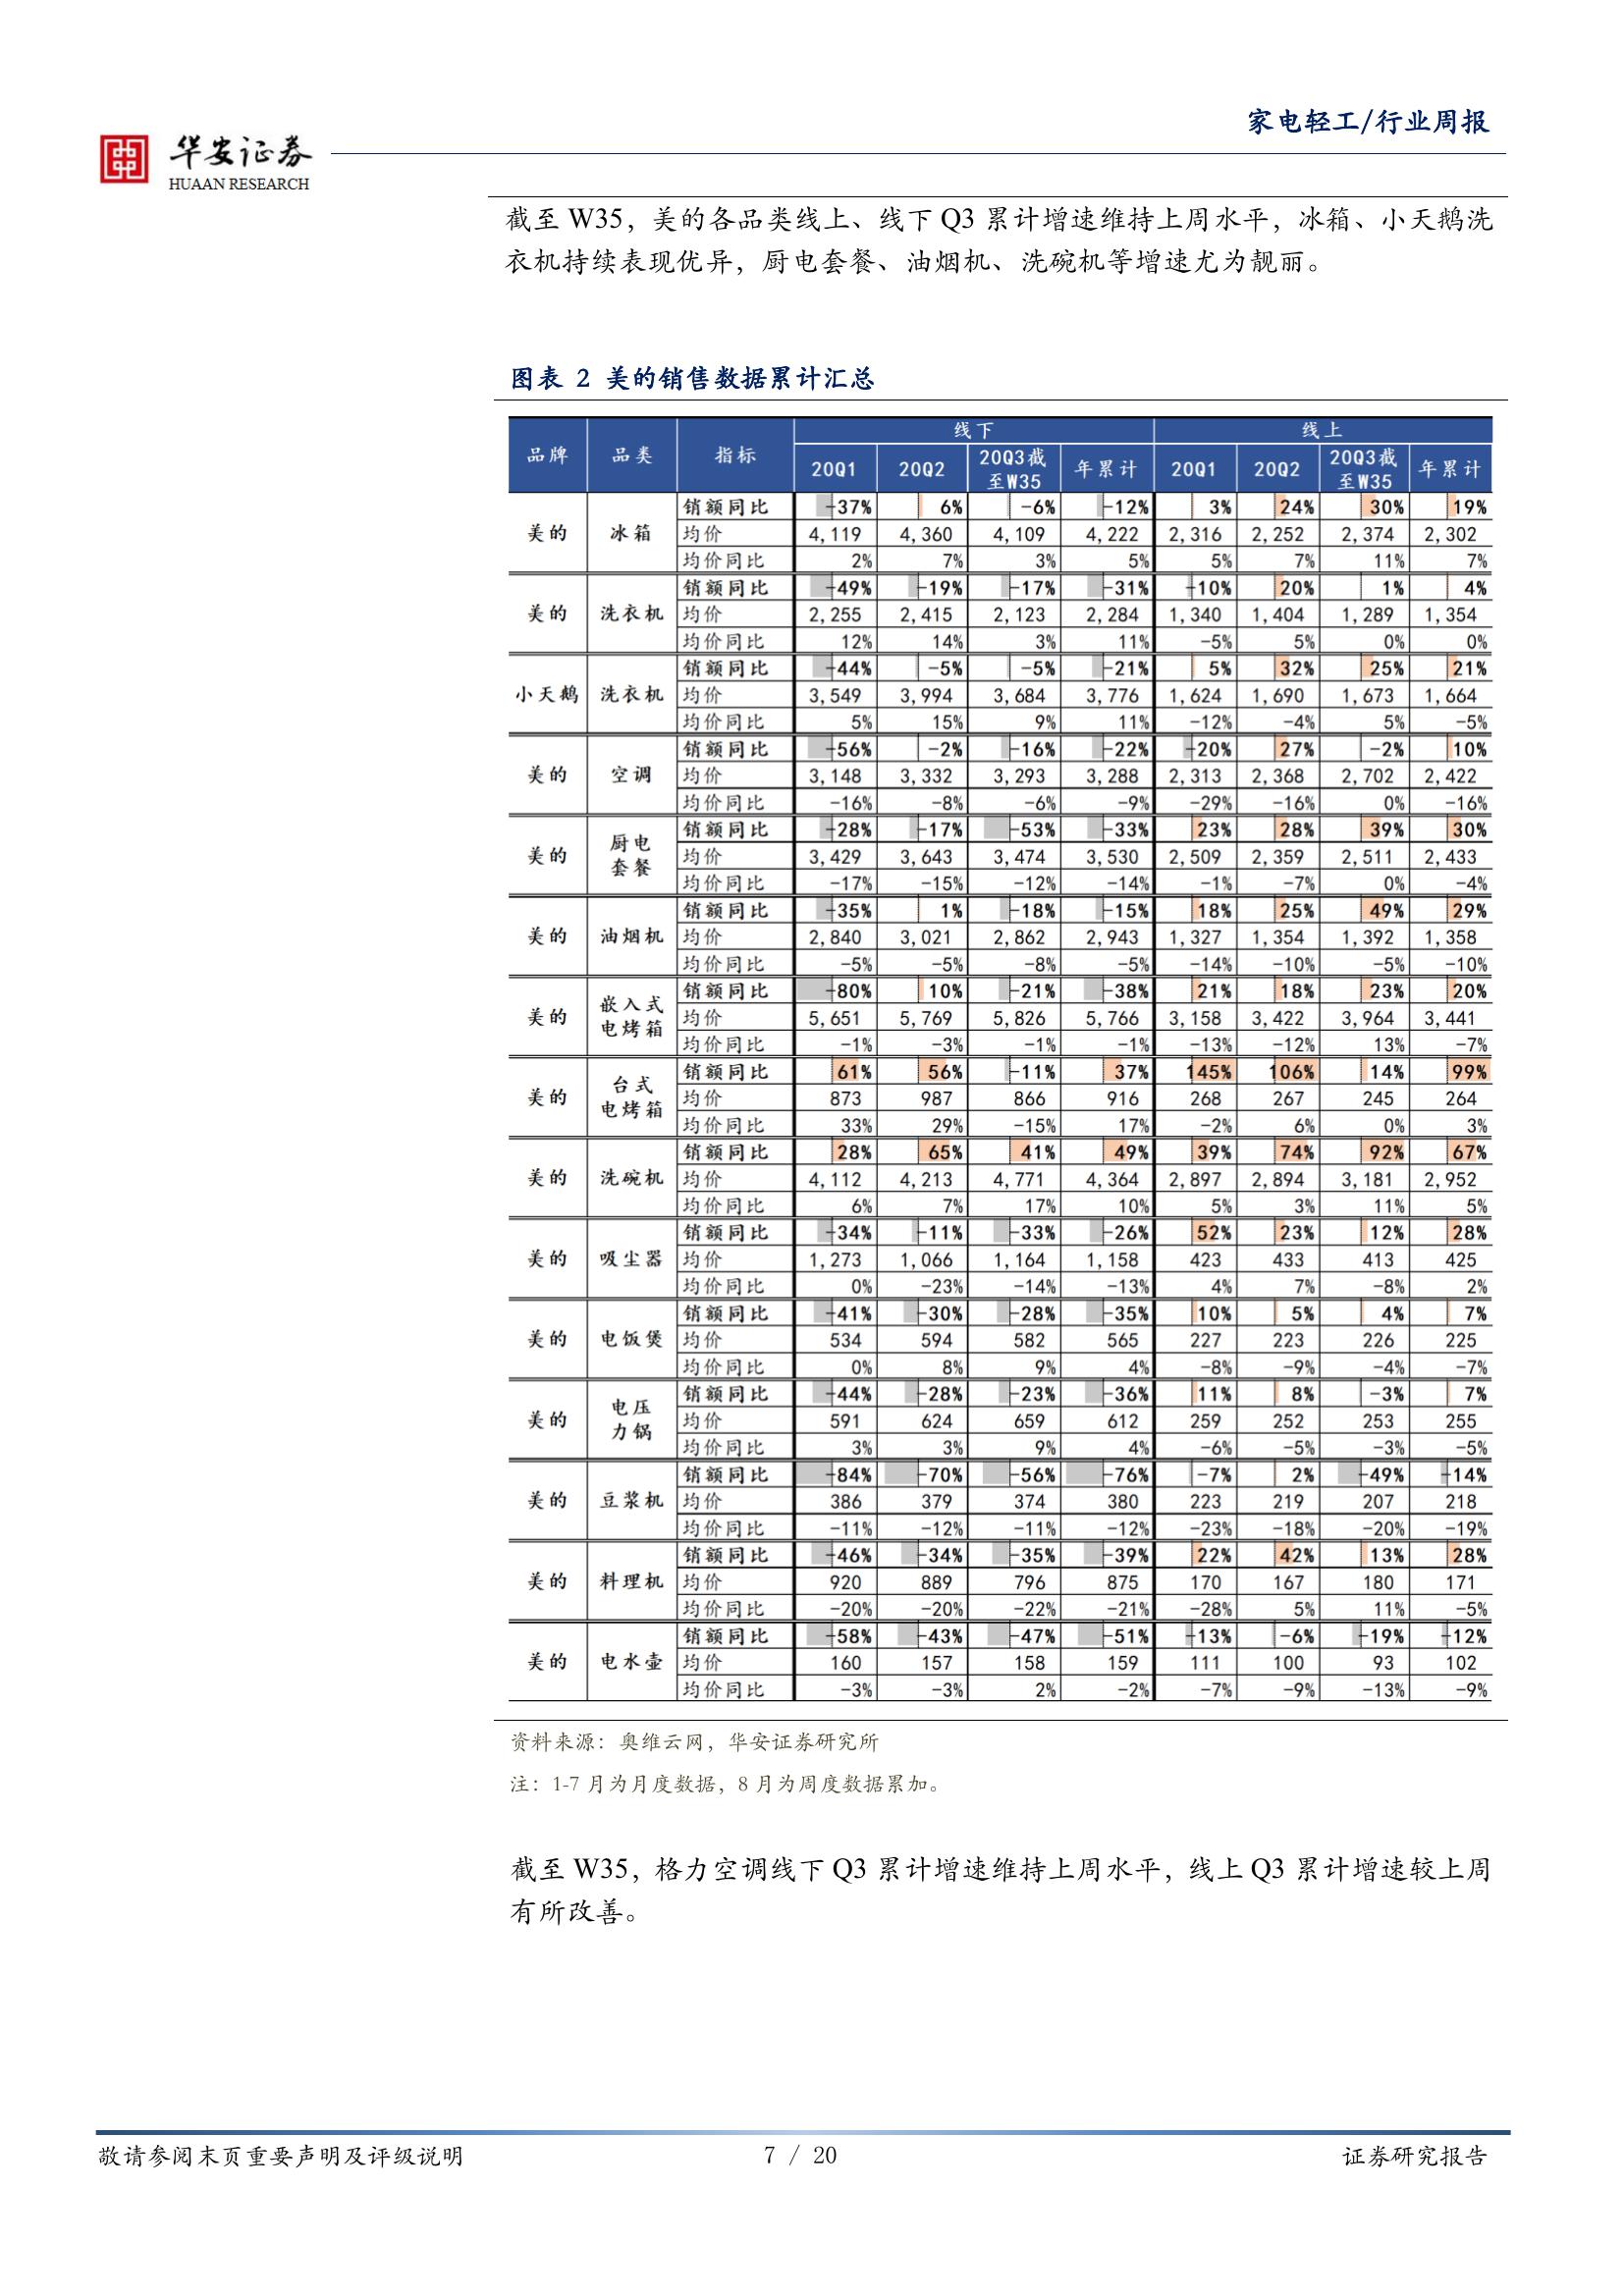 家电轻工/行业周报
华安证券
HUAAN RESEARCH
截至 W35，美的各品类线上、线下 Q3 累计增速维持上周水平，冰箱、小天鹅洗
衣机持续表现优异，厨电套餐、油烟机、洗碗机等增速尤为靓丽。
图表 2 美的销售数据累计汇总
品牌 品类 指标 线下 线上
20Q1 20Q2 20Q3截至W35 年累计 20Q1 20Q2 20Q3截至W35 年累计
美的 冰箱 销额同比 -37% 6% -6% -12% 3% 24% 30% 19%
均价 4,119 4,360 4,109 4,222 2,316 2,252 2,374 2,302
均价同比 2% 7% 3% 5% 5% 7% 11% 7%
美的 洗衣机 销额同比 -49% -19% -17% -31% -10% 20% 1% 4%
均价 2,255 2,415 2,123 2,284 1,340 1,404 1,289 1,354
均价同比 12% 14% 3% 11% -5% 5% 0% 0%
小天鹅 洗衣机 销额同比 -44% -5% -5% -21% 5% 32% 25% 21%
均价 3,549 3,994 3,684 3,776 1,624 1,690 1,673 1,664
均价同比 5% 15% 9% 11% -12% -4% 5% -5%
美的 空调 销额同比 -56% -2% -16% -22% -20% 27% -2% 10%
均价 3,148 3,332 3,293 3,288 2,313 2,368 2,702 2,422
均价同比 -16% -8% -6% -9% -29% -16% 0% -16%
美的 厨电套餐 销额同比 -28% -17% -53% -33% 23% 28% 39% 30%
均价 3,429 3,643 3,474 3,530 2,509 2,359 2,511 2,433
均价同比 -17% -15% -12% -14% -1% -7% 0% -4%
美的 油烟机 销额同比 -35% 1% -18% -15% 18% 25% 49% 29%
均价 2,840 3,021 2,862 2,943 1,327 1,354 1,392 1,358
均价同比 -5% -5% -8% -5% -14% -10% -5% -10%
美的 嵌入式电烤箱 销额同比 -80% 10% -21% -38% 21% 18% 23% 20%
均价 5,651 5,769 5,826 5,766 3,158 3,422 3,964 3,441
均价同比 -1% -3% -1% -1% -13% -12% 13% -7%
美的 台式电烤箱 销额同比 61% 56% -11% 37% 145% 106% 14% 99%
均价 873 987 866 916 268 267 245 264
均价同比 33% 29% -15% 17% -2% 6% 0% 3%
美的 洗碗机 销额同比 28% 65% 41% 49% 39% 74% 92% 67%
均价 4,112 4,213 4,771 4,364 2,897 2,894 3,181 2,952
均价同比 6% 7% 17% 10% 5% 3% 11% 5%
美的 吸尘器 销额同比 -34% -11% -33% -26% 52% 23% 12% 28%
均价 1,273 1,066 1,164 1,158 423 433 413 425
均价同比 0% -23% -14% -13% 4% 7% -8% 2%
美的 电饭煲 销额同比 -41% -30% -28% -35% 10% 5% 4% 7%
均价 534 594 582 565 227 223 226 225
均价同比 0% 8% 9% 4% -8% -9% -4% -7%
美的 电压力锅 销额同比 -44% -28% -23% -36% 11% 8% -3% 7%
均价 591 624 659 612 259 252 253 255
均价同比 3% 3% 9% 4% -6% -5% -3% -5%
美的 豆浆机 销额同比 -84% -70% -56% -76% -7% 2% -49% -14%
均价 386 379 374 380 223 219 207 218
均价同比 -11% -12% -11% -12% -23% -18% -20% -19%
美的 料理机 销额同比 -46% -34% -35% -39% 22% 42% 13% 28%
均价 920 889 796 875 170 167 180 171
均价同比 -20% -20% -22% -21% -28% 5% 11% -5%
美的 电水壶 销额同比 -58% -43% -47% -51% -13% -6% -19% -12%
均价 160 157 158 159 111 100 93 102
均价同比 -3% -3% 2% -2% -7% -9% -13% -9%
资料来源：奥维云网，华安证券研究所
注：1-7 月为月度数据，8 月为周度数据累加。
截至 W35，格力空调线下 Q3 累计增速维持上周水平，线上 Q3 累计增速较上周
有所改善。
敬请参阅末页重要声明及评级说明 7 / 20 证券研究报告